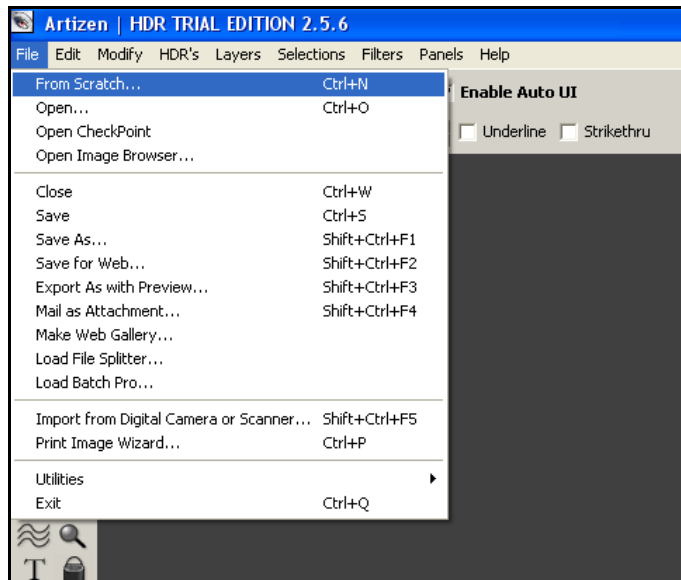 Artizen | HDR TRIAL EDITION 2.5.6
File Edit Modify HDR's Layers Selections Filters Panels Help
From Scratch... Ctrl+N
Enable Auto UI
Open... Ctrl+O
Open CheckPoint
Underline Strikethru
Open Image Browser...
Close Ctrl+W
Save Ctrl+S
Save As... Shift+Ctrl+F1
Save for Web... Shift+Ctrl+F2
Export As with Preview... Shift+Ctrl+F3
Mail as Attachment... Shift+Ctrl+F4
Make Web Gallery...
Load File Splitter...
Load Batch Pro...
Import from Digital Camera or Scanner... Shift+Ctrl+F5
Print Image Wizard... Ctrl+P
Utilities
Exit Ctrl+Q
T